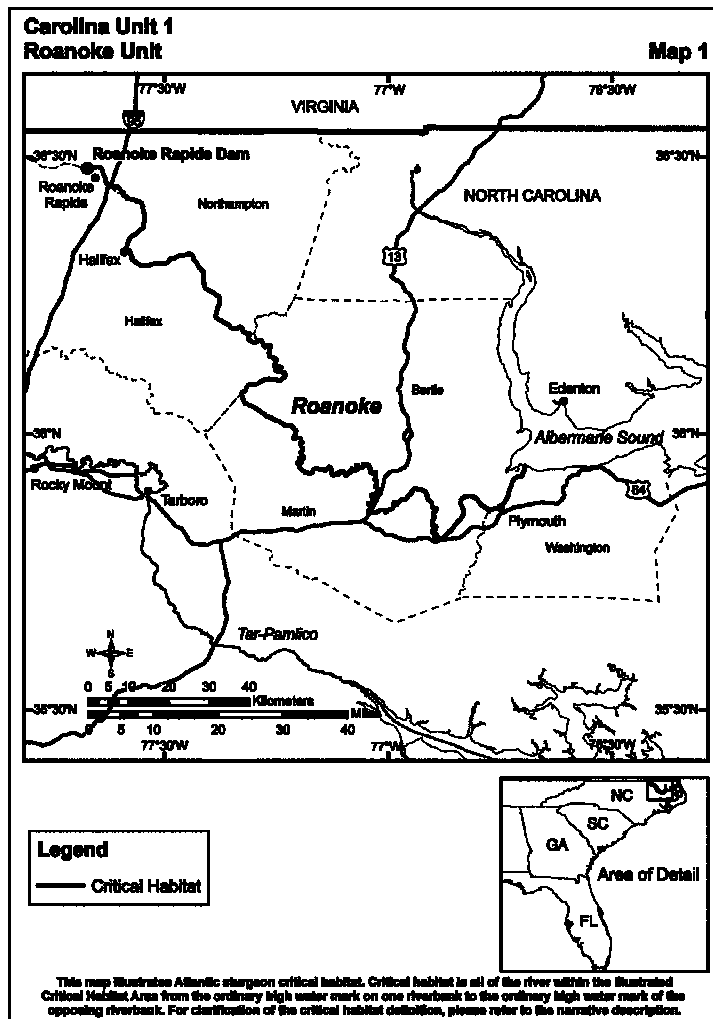 Carolina Unit 1
Roanoke Unit
Map 1
77°30'W
77°W
76°30'W
VIRGINIA
95
36°30'N
Roanoke Rapids Dam
36°30'N
Roanoke
Rapids
Northampton
NORTH CAROLINA
13
Halifax
Halifax
Bertie
Edenton
Roanoke
36°N
Albermarle Sound
36°N
Rocky Mount
64
Tarboro
Martin
Plymouth
Washington
Tar-Pamlico
N
W
E
S
0 5 10 20 30 40
Kilometers
36°30'N
35°30'N
0 5 10 20 30 40
77°30'W
77°W
76°30'W
NC
SC
GA
Area of Detail
FL
Legend
Critical Habitat
This map illustrates Atlantic sturgeon critical habitat. Critical habitat is all of the river within the illustrated
Critical Habitat Area from the ordinary high water mark on one riverbank to the ordinary high water mark of the
opposing riverbank. For clarification of the critical habitat definition, please refer to the narrative description.